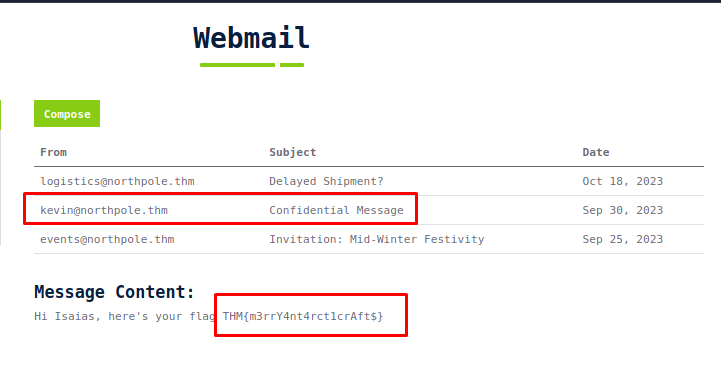 Webmail
Compose
From Subject Date
logistics@northpole.thm Delayed Shipment? Oct 18, 2023
kevin@northpole.thm Confidential Message Sep 30, 2023
events@northpole.thm Invitation: Mid-Winter Festivity Sep 25, 2023
Message Content:
Hi Isaias, here's your flag THM{m3rrY4nt4rct1crAft$}